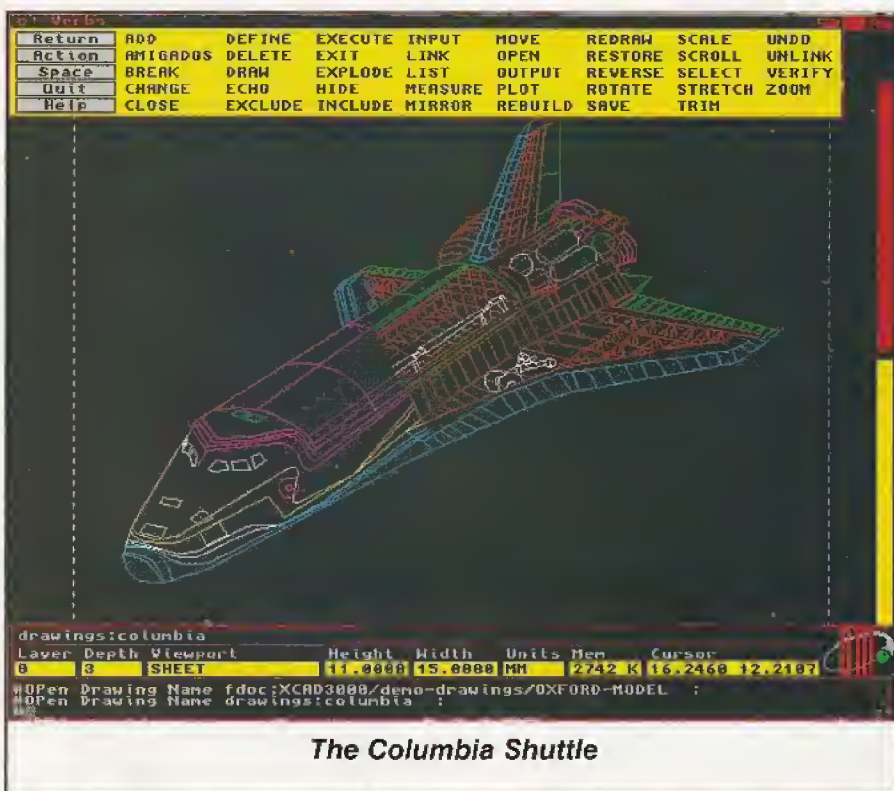 Verbs
Return ADD DEFINE EXECUTE INPUT MOVE REDRAW SCALE UNDO
Action AMIGADOS DELETE EXIT LINK OPEN RESTORE SCROLL UNLINK
Space BREAK DRAW EXPLODE LIST OUTPUT REVERSE SELECT VERIFY
Quit CHANGE ECHO HIDE MEASURE PLOT ROTATE STRETCH ZOOM
Help CLOSE EXCLUDE INCLUDE MIRROR REBUILD SAVE TRIM
drawings:columbia
Layer Depth Viewport Height Width Units Mem Cursor
0 3 SHEET 11.0000 15.0000 MM 2742 K 16.2460 12.2107
#OPen Drawing Name fdoc:XCAD3000/demo-drawings/OXFORD-MODEL :
#OPen Drawing Name drawings:columbia :
The Columbia Shuttle